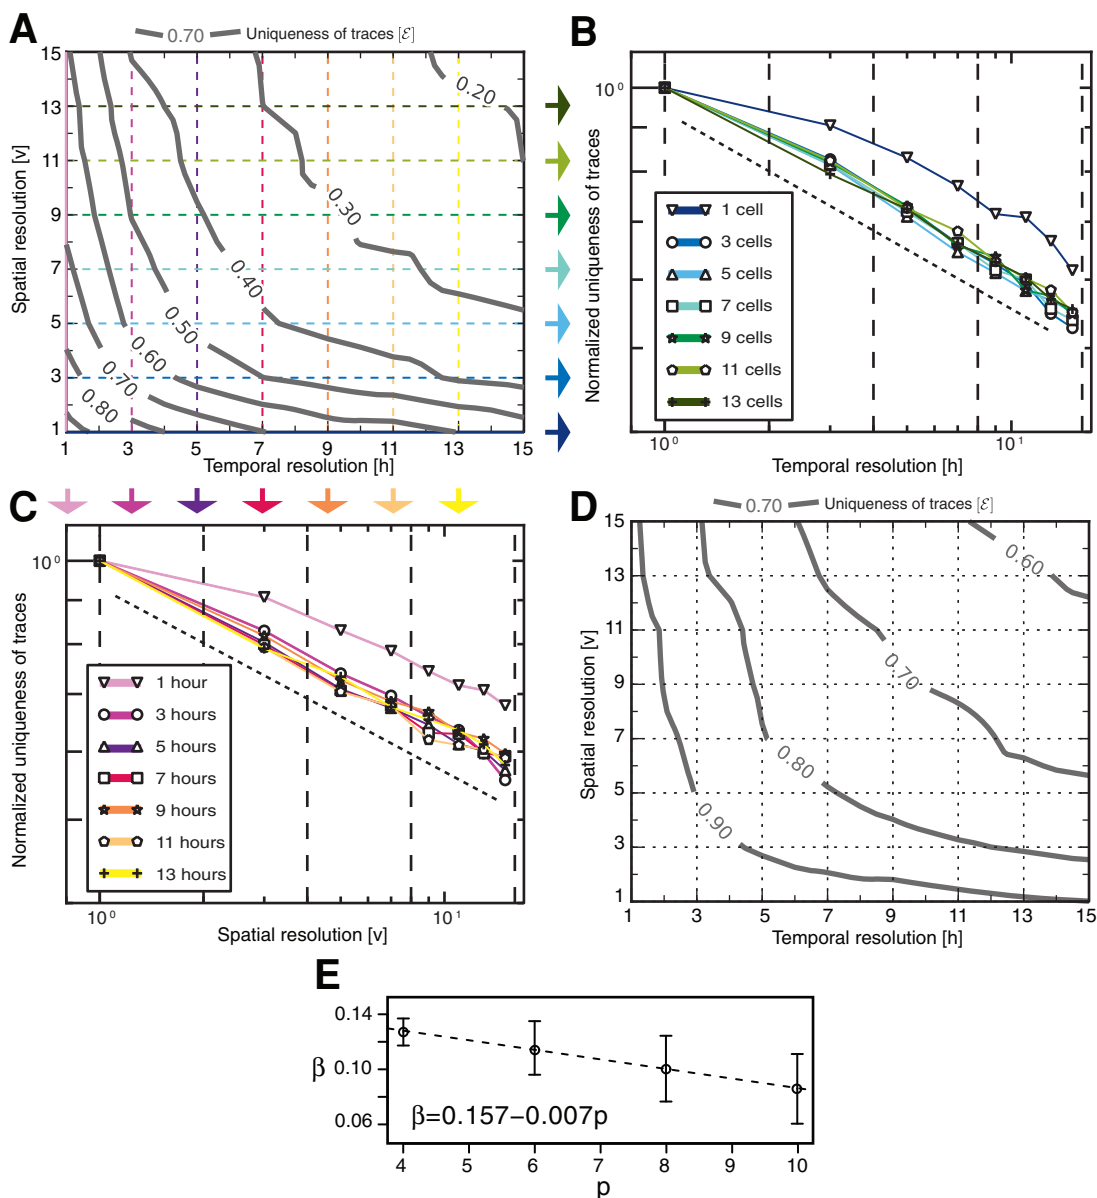 A
0.70 Uniqueness of traces [ℰ]
15
13
11
9
7
5
3
1
Spatial resolution [v]
0.20
0.30
0.40
0.50
0.60
0.70
0.80
1 3 5 7 9 11 13 15
Temporal resolution [h]
B
10⁰
Normalized uniqueness of traces
1 cell
3 cells
5 cells
7 cells
9 cells
11 cells
13 cells
10⁰ 10¹
Temporal resolution [h]
C
10⁰
Normalized uniqueness of traces
1 hour
3 hours
5 hours
7 hours
9 hours
11 hours
13 hours
10⁰ 10¹
Spatial resolution [v]
D
0.70 Uniqueness of traces [ℰ]
15
13
11
9
7
5
3
1
Spatial resolution [v]
0.60
0.70
0.80
0.90
1 3 5 7 9 11 13 15
Temporal resolution [h]
E
0.14
0.10
0.06
β
β=0.157−0.007p
4 5 6 7 8 9 10
p